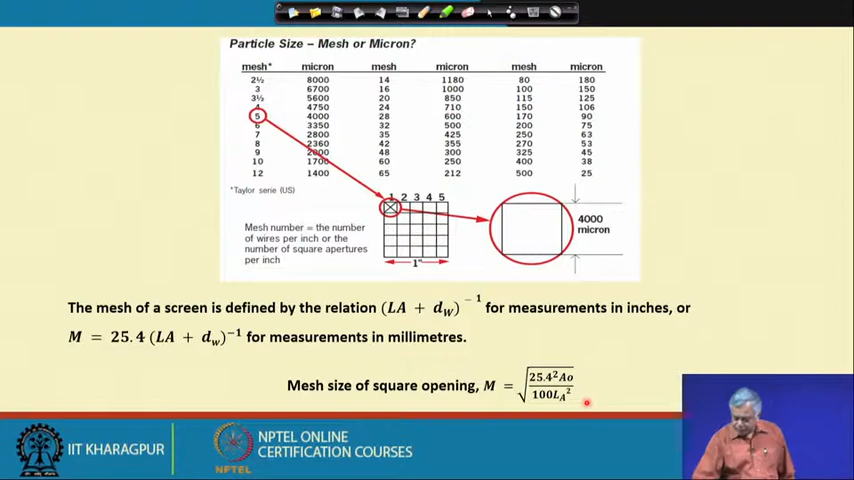 Particle Size – Mesh or Micron?
mesh* micron mesh micron mesh micron
2½ 8000 14 1180 80 180
3 6700 16 1000 100 150
3½ 5600 20 850 115 125
4 4750 24 710 150 106
5 4000 28 600 170 90
6 3350 32 500 200 75
7 2800 35 425 250 63
8 2360 42 355 270 53
9 2000 48 300 325 45
10 1700 60 250 400 38
12 1400 65 212 500 25
*Taylor serie (US)
1 2 3 4 5
Mesh number = the number
of wires per inch or the
number of square apertures
per inch
1"
4000
micron
The mesh of a screen is defined by the relation (LA + d_W)⁻¹ for measurements in inches, or
M = 25.4 (LA + d_w)⁻¹ for measurements in millimetres.
Mesh size of square opening, M = √(25.4²Ao / 100L_A²)
IIT KHARAGPUR
NPTEL
NPTEL ONLINE
CERTIFICATION COURSES